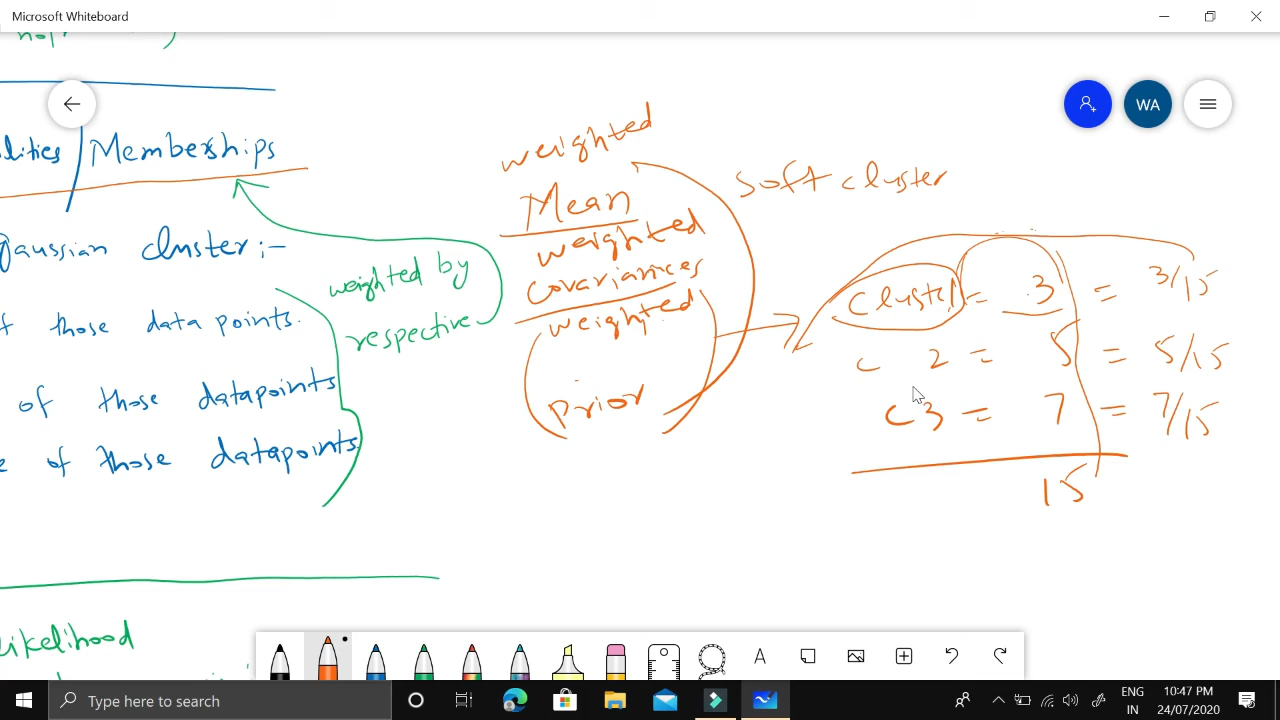 Microsoft Whiteboard
WA
lities Memberships
gaussian cluster:-
those data points.
of those datapoints
of those datapoints.
likelihood
weighted by
respective
weighted
Mean
weighted
covariances
weighted
prior
soft cluster
cluster1 = 3 = 3/15
c 2 = 5 = 5/15
c3 = 7 = 7/15
15
A
Type here to search
ENG
IN
10:47 PM
24/07/2020